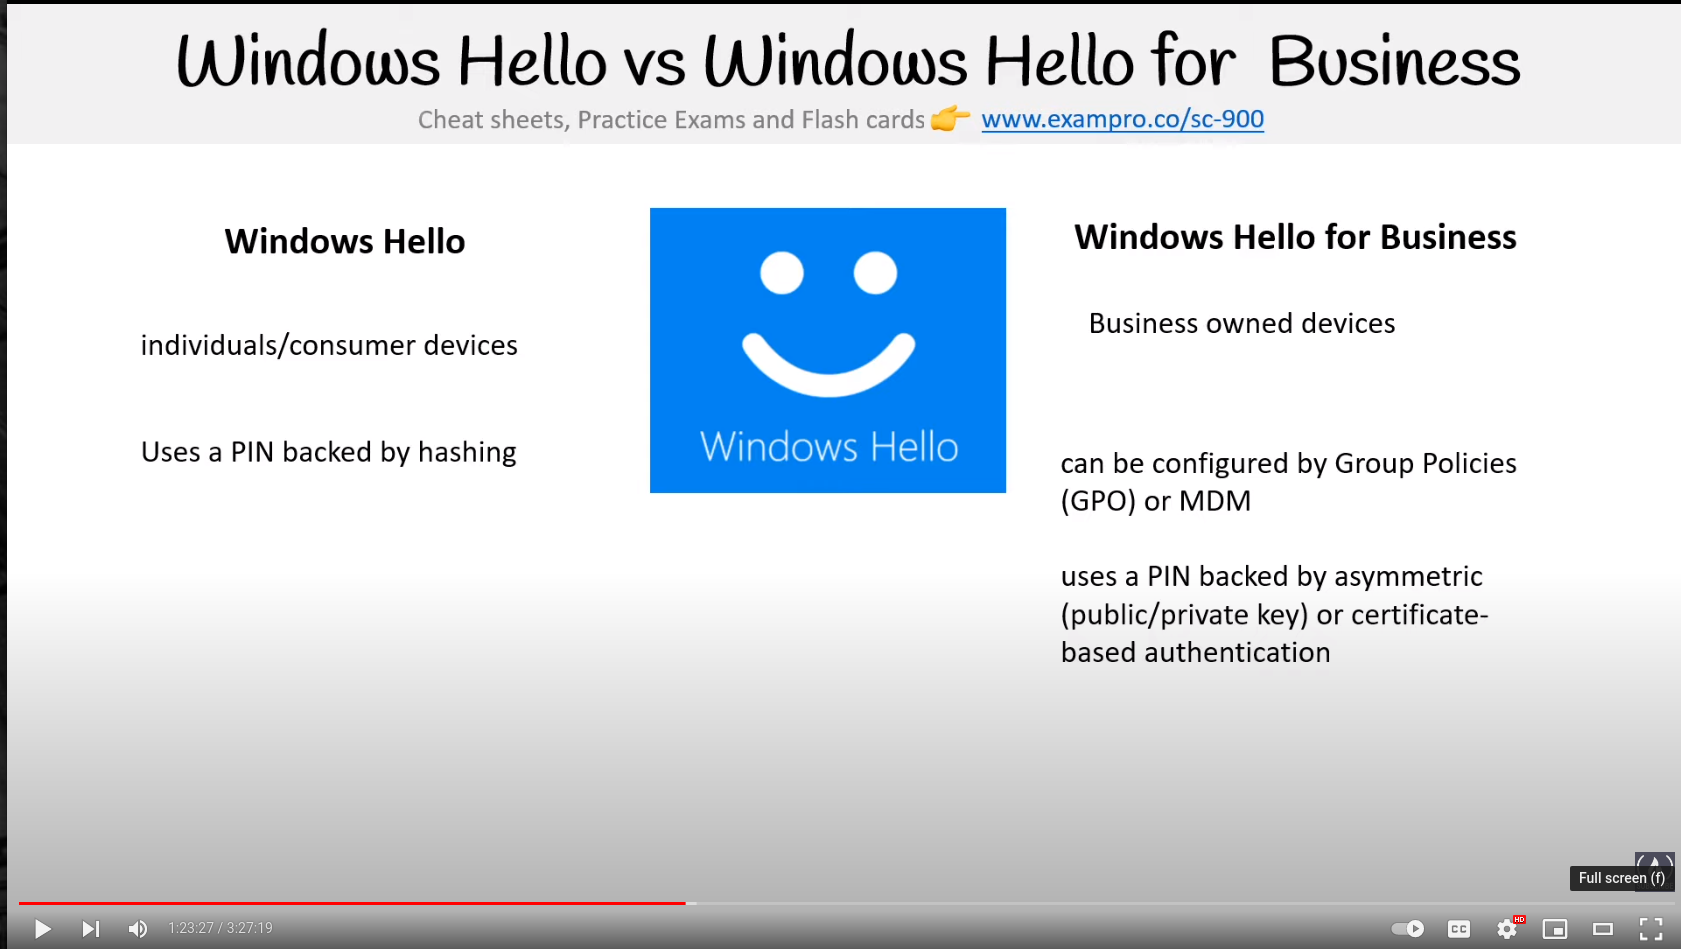 Windows Hello vs Windows Hello for Business
Cheat sheets, Practice Exams and Flash cards www.exampro.co/sc-900
Windows Hello
individuals/consumer devices
Uses a PIN backed by hashing
Windows Hello
Windows Hello for Business
Business owned devices
can be configured by Group Policies
(GPO) or MDM
uses a PIN backed by asymmetric
(public/private key) or certificate-
based authentication
Full screen (f)
1:23:27 / 3:27:19
CC
HD